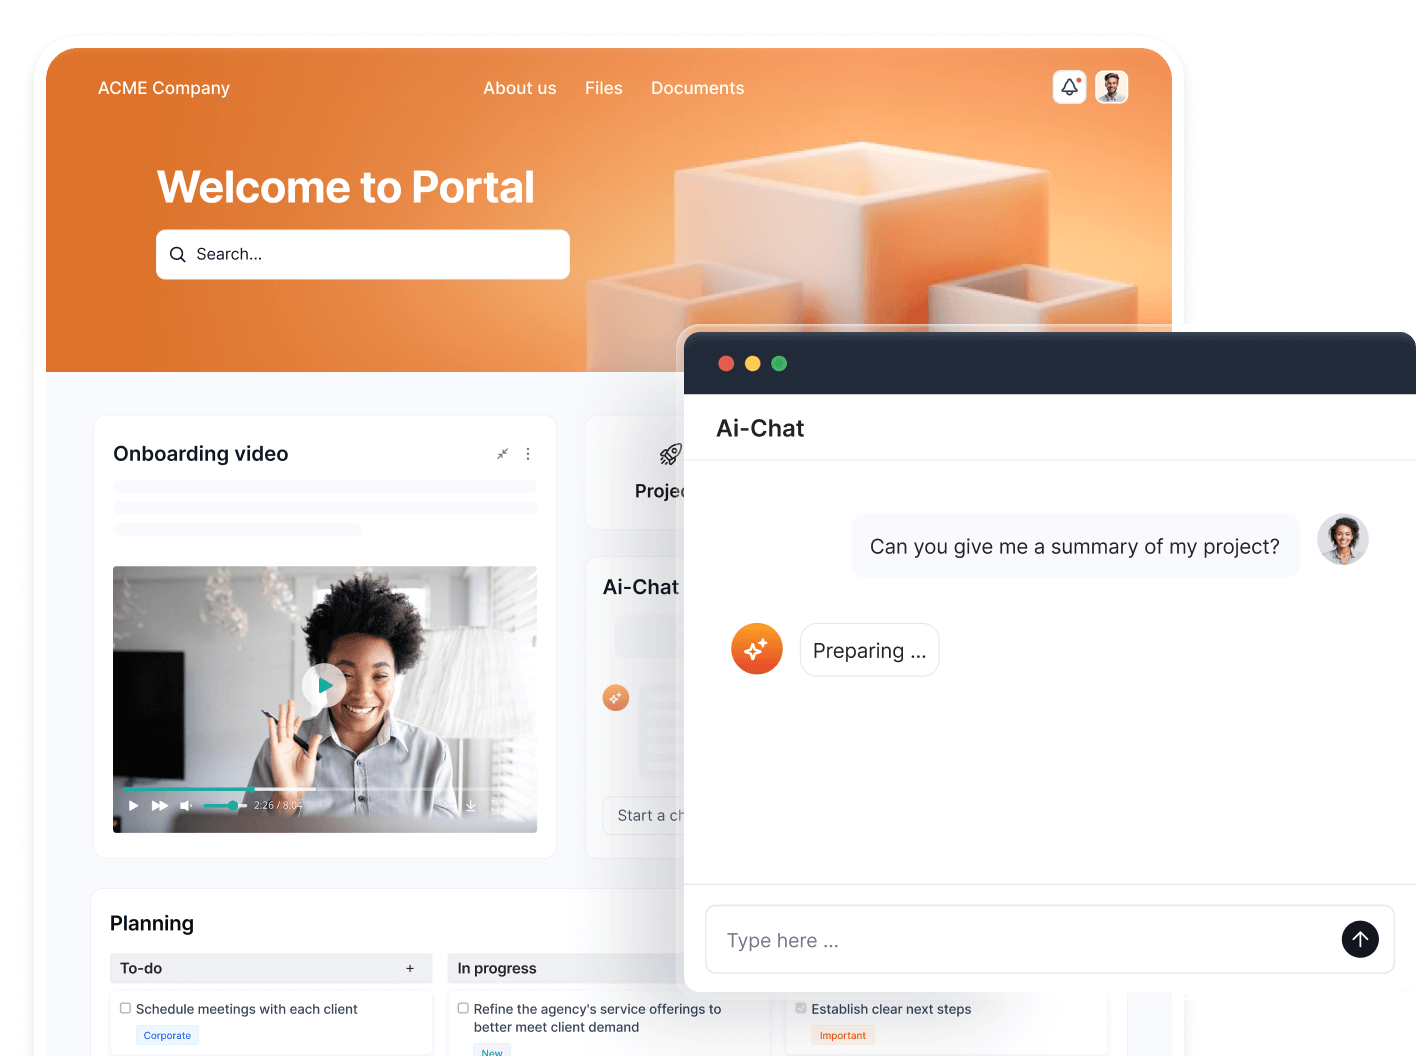 ACME Company
About us
Files
Documents
Welcome to Portal
Search...
Onboarding video
2:26 / 8:04
Ai-Chat
Start a
Ai-Chat
Can you give me a summary of my project?
Preparing ...
Type here ...
Planning
To-do
+
Schedule meetings with each client
Corporate
In progress
Refine the agency's service offerings to
better meet client demand
New
Establish clear next steps
Important